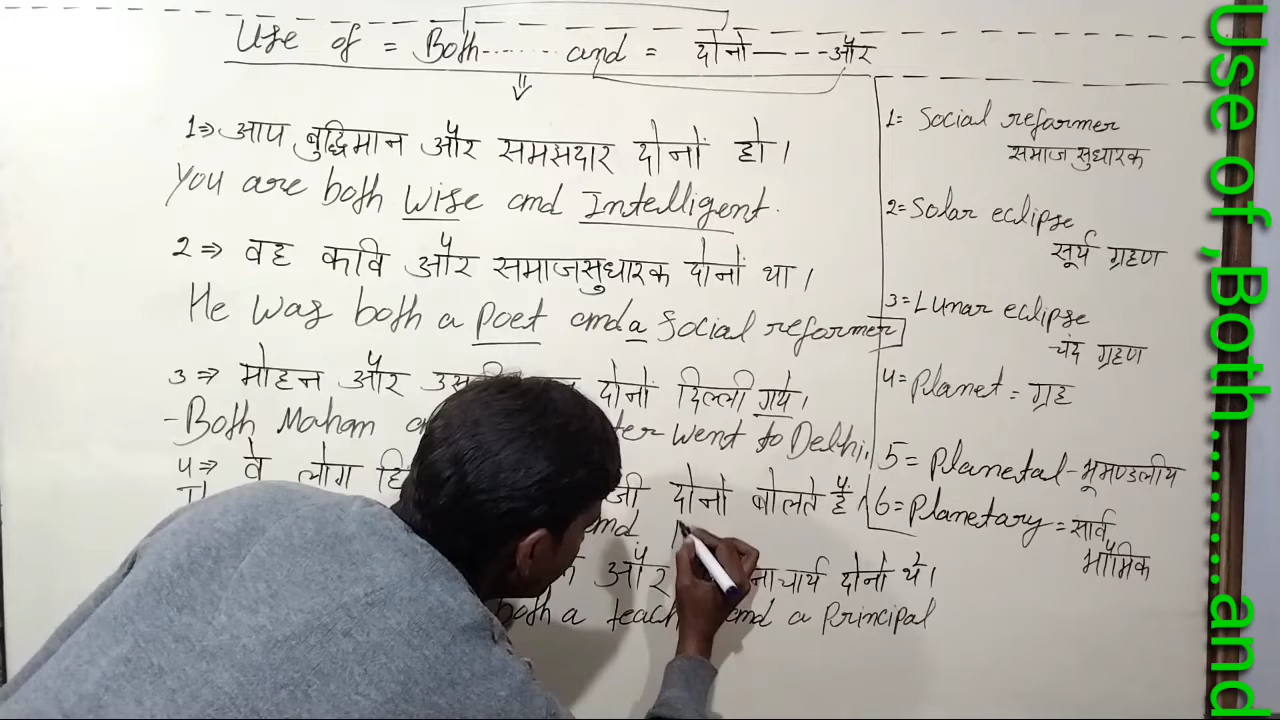 Use of = Both...... and = दोनो — - - और
1⇒ आप बुद्धिमान और समझदार दोनों हो।
You are both Wise and Intelligent.
2 ⇒ वह कवि और समाजसुधारक दोनों था।
He was both a poet and a Social reformer
3 ⇒ मोहन और दोनों दिल्ली गये।
- Both Mohan went to Delhi.
4⇒ वे लोग दोनो बोलते हैं।
and
और दोनो थे।
both a and a Principal
1= Social reformer
समाज सुधारक
2= Solar eclipse
सूर्य ग्रहण
3= Lunar eclipse
चंद्र ग्रहण
4= Planet = ग्रह
5= Planetal - भूमण्डलीय
6= Planetary = सार्व
भौमिक
Use of ,Both.......and